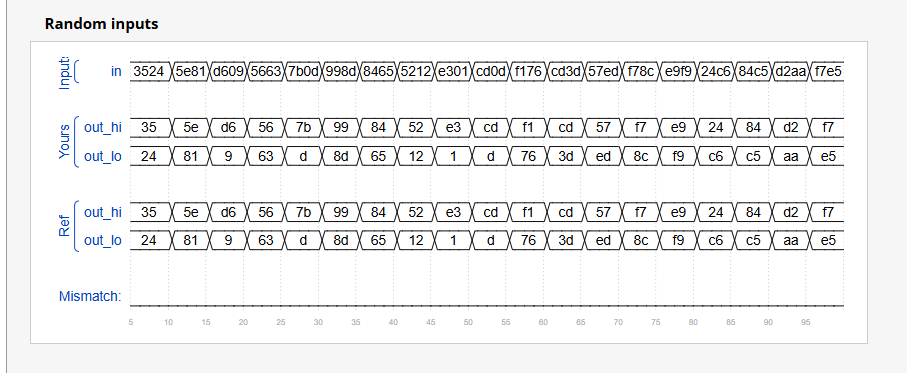 Random inputs
Input:
in 3524 5e81 d609 5663 7b0d 998d 8465 5212 e301 cd0d f176 cd3d 57ed f78c e9f9 24c6 84c5 d2aa f7e5
Yours
out_hi 35 5e d6 56 7b 99 84 52 e3 cd f1 cd 57 f7 e9 24 84 d2 f7
out_lo 24 81 9 63 d 8d 65 12 1 d 76 3d ed 8c f9 c6 c5 aa e5
Ref
out_hi 35 5e d6 56 7b 99 84 52 e3 cd f1 cd 57 f7 e9 24 84 d2 f7
out_lo 24 81 9 63 d 8d 65 12 1 d 76 3d ed 8c f9 c6 c5 aa e5
Mismatch:
5 10 15 20 25 30 35 40 45 50 55 60 65 70 75 80 85 90 95